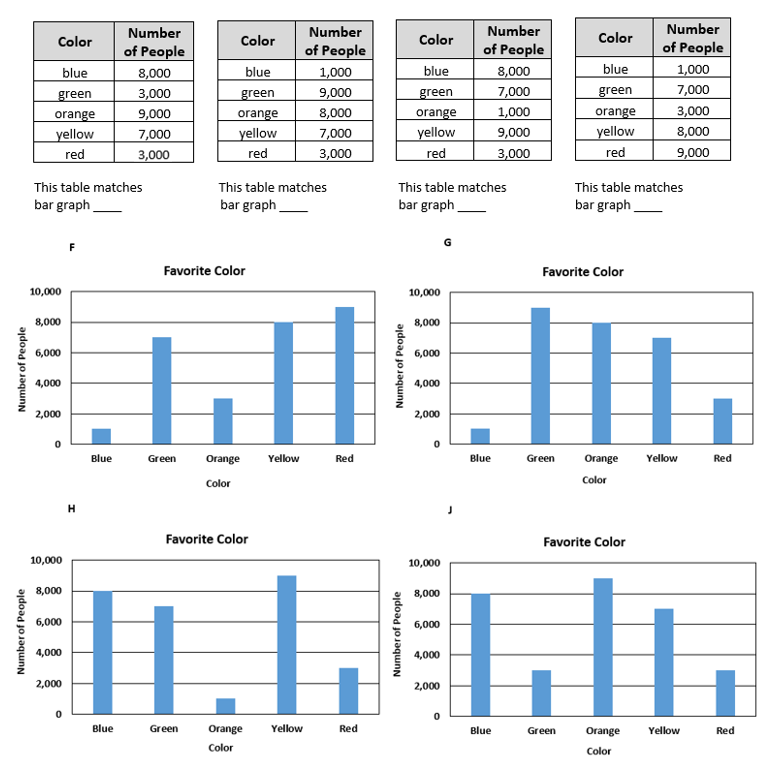 Color Number of People
blue 8,000
green 3,000
orange 9,000
yellow 7,000
red 3,000
This table matches
bar graph ____
Color Number of People
blue 1,000
green 9,000
orange 8,000
yellow 7,000
red 3,000
This table matches
bar graph ____
Color Number of People
blue 8,000
green 7,000
orange 1,000
yellow 9,000
red 3,000
This table matches
bar graph ____
Color Number of People
blue 1,000
green 7,000
orange 3,000
yellow 8,000
red 9,000
This table matches
bar graph ____
F
Favorite Color
Number of People
10,000
8,000
6,000
4,000
2,000
0
Blue Green Orange Yellow Red
Color
G
Favorite Color
Number of People
10,000
8,000
6,000
4,000
2,000
0
Blue Green Orange Yellow Red
Color
H
Favorite Color
Number of People
10,000
8,000
6,000
4,000
2,000
0
Blue Green Orange Yellow Red
Color
J
Favorite Color
Number of People
10,000
8,000
6,000
4,000
2,000
0
Blue Green Orange Yellow Red
Color